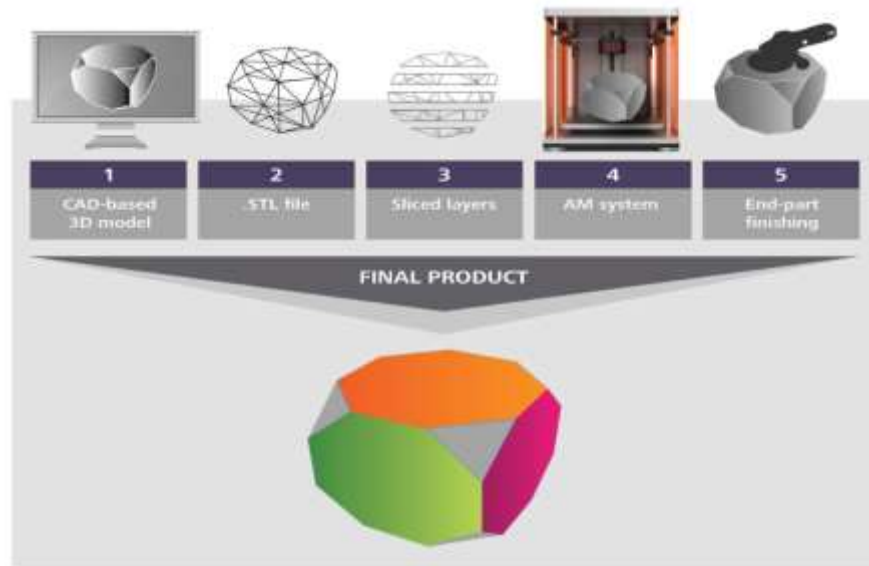 1
CAD-based
3D model
2
.STL file
3
Sliced layers
4
AM system
5
End-part
finishing
FINAL PRODUCT